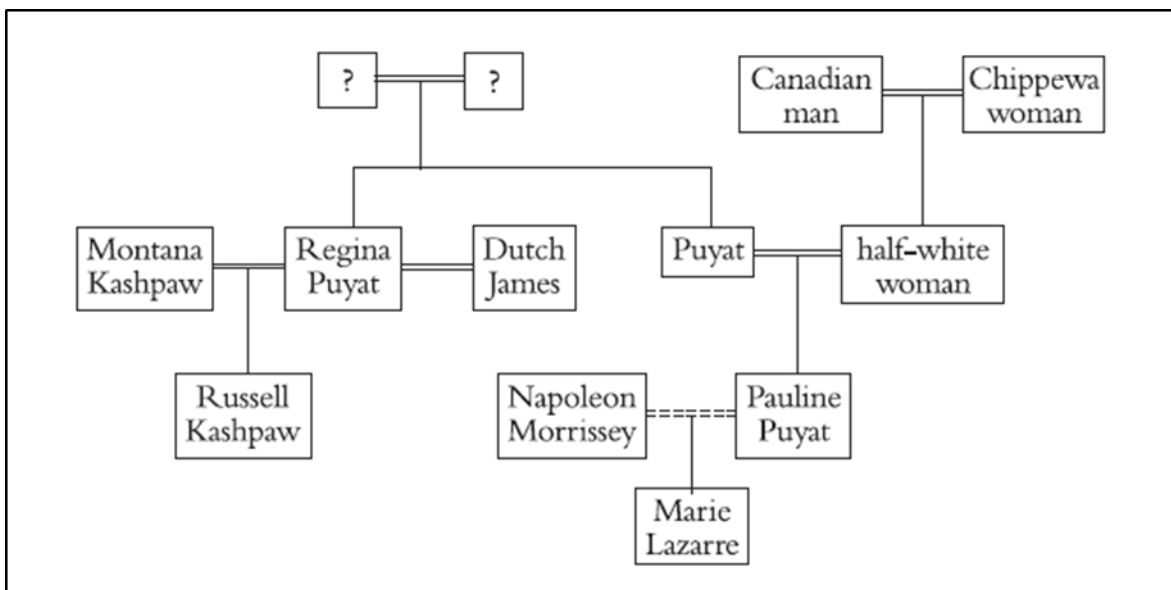 ?
?
Canadian
man
Chippewa
woman
Montana
Kashpaw
Regina
Puyat
Dutch
James
Puyat
half-white
woman
Russell
Kashpaw
Napoleon
Morrissey
Pauline
Puyat
Marie
Lazarre